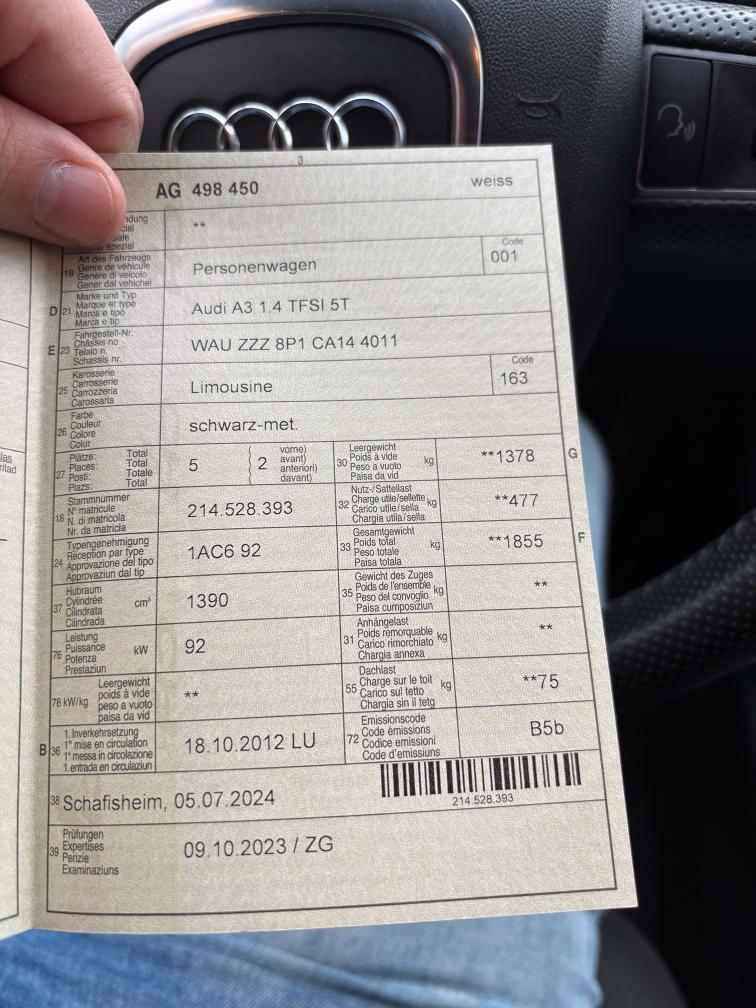 3
AG 498 450 weiss
ndung
cial
ale
spezial
**
19 Art des Fahrzeugs
Genre de véhicule
Genere di veicolo
Gener dal vehichel
Personenwagen
Code
001
D 21 Marke und Typ
Marque et type
Marca e tipo
Marca e tip
Audi A3 1.4 TFSI 5T
E 23 Fahrgestell-Nr.
Châssis no
Telaio n.
Schassis nr.
WAU ZZZ 8P1 CA14 4011
25 Karosserie
Carrosserie
Carrozzeria
Carossaria
Limousine
Code
163
26 Farbe
Couleur
Colore
Colur
schwarz-met.
27 Plätze: Total
Places: Total
Posti: Totale
Plazs: Total
5
( 2 vorne)
avant)
anteriori)
davant)
30 Leergewicht
Poids à vide
Peso a vuoto
Paisa da vid
kg
**1378
G
18 Stammnummer
N° matricule
N. di matricola
Nr. da matricla
214.528.393
32 Nutz-/Sattellast
Charge utile/sellette
Carico utile/sella
Chargia utila/sella
kg
**477
24 Typengenehmigung
Réception par type
Approvazione del tipo
Approvaziun dal tip
1AC6 92
33 Gesamtgewicht
Poids total
Peso totale
Paisa totala
kg
**1855
F
37 Hubraum
Cylindrée
Cilindrata
Cilindrada
cm³
1390
35 Gewicht des Zuges
Poids de l'ensemble
Peso del convoglio
Paisa cumposiziun
kg
**
76 Leistung
Puissance
Potenza
Prestaziun
kW
92
31 Anhängelast
Poids remorquable
Carico rimorchiato
Chargia annexa
kg
**
78 kW/kg Leergewicht
poids à vide
peso a vuoto
paisa da vid
**
55 Dachlast
Charge sur le toit
Carico sul tetto
Chargia sin il tetg
kg
**75
B 36 1. Inverkehrsetzung
1re mise en circulation
1a messa in circolazione
1. entrada en circulaziun
18.10.2012 LU
72 Emissionscode
Code émissions
Codice emissioni
Code d'emissiuns
B5b
38 Schafisheim, 05.07.2024
214.528.393
39 Prüfungen
Expertises
Perizie
Examinaziuns
09.10.2023 / ZG